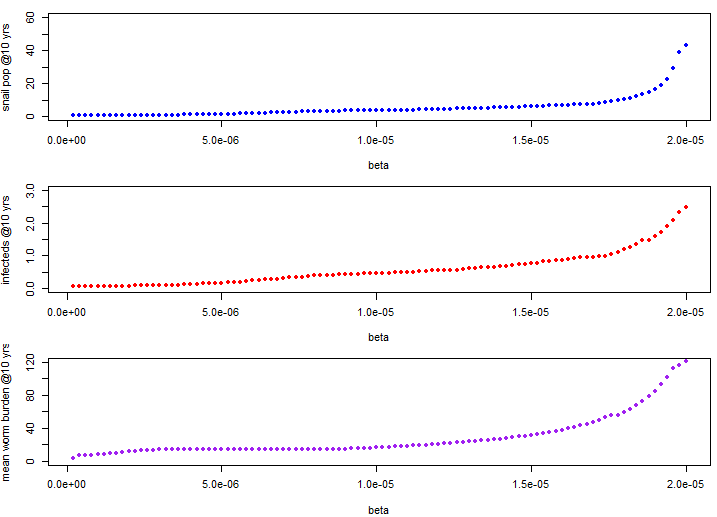 snail pop @10 yrs
60
40
20
0
0.0e+00 5.0e-06 1.0e-05 1.5e-05 2.0e-05
beta
infecteds @10 yrs
3.0
2.0
1.0
0.0
0.0e+00 5.0e-06 1.0e-05 1.5e-05 2.0e-05
beta
mean worm burden @10 yrs
120
80
40
0
0.0e+00 5.0e-06 1.0e-05 1.5e-05 2.0e-05
beta